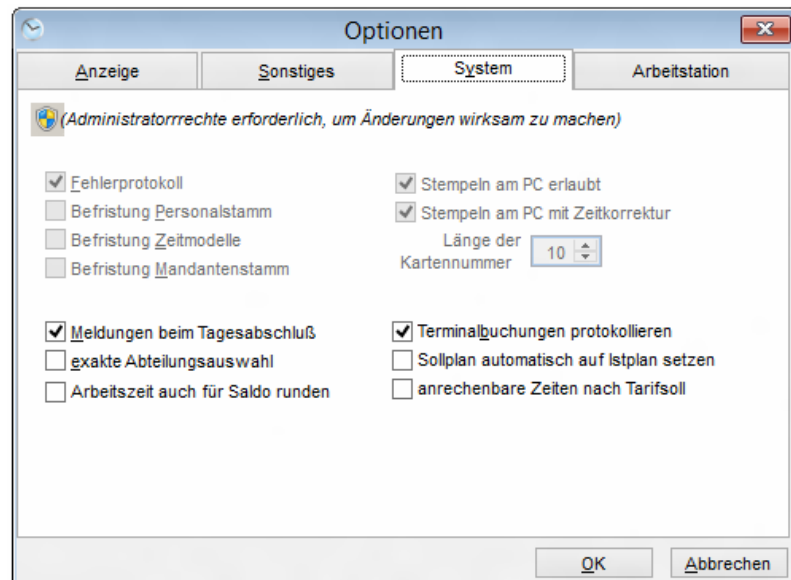 Optionen
Anzeige
Sonstiges
System
Arbeitstation
(Administratorrrechte erforderlich, um Änderungen wirksam zu machen)
Fehlerprotokoll
Befristung Personalstamm
Befristung Zeitmodelle
Befristung Mandantenstamm
Stempeln am PC erlaubt
Stempeln am PC mit Zeitkorrektur
Länge der
Kartennummer
10
Meldungen beim Tagesabschluß
exakte Abteilungsauswahl
Arbeitszeit auch für Saldo runden
Terminalbuchungen protokollieren
Sollplan automatisch auf Istplan setzen
anrechenbare Zeiten nach Tarifsoll
OK
Abbrechen